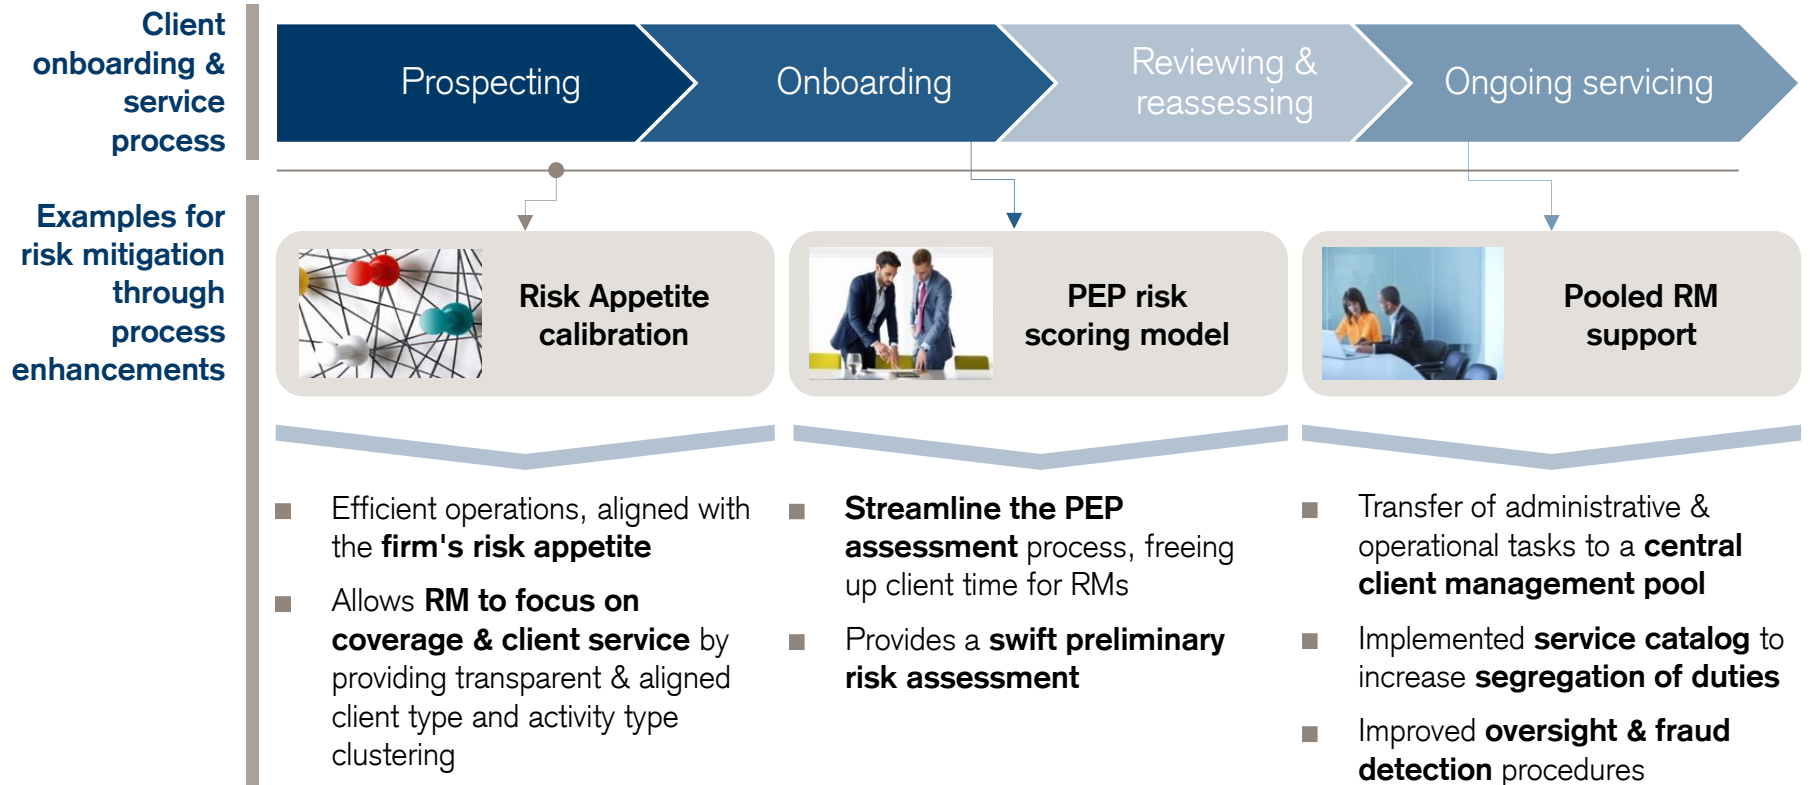 Client
onboarding &
service
process
Prospecting
Onboarding
Reviewing &
reassessing
Ongoing servicing
Examples for
risk mitigation
through
process
enhancements
Risk Appetite
calibration
PEP risk
scoring model
Pooled RM
support
Efficient operations, aligned with
the firm's risk appetite
Allows RM to focus on
coverage & client service by
providing transparent & aligned
client type and activity type
clustering
Streamline the PEP
assessment process, freeing
up client time for RMs
Provides a swift preliminary
risk assessment
Transfer of administrative &
operational tasks to a central
client management pool
Implemented service catalog to
increase segregation of duties
Improved oversight & fraud
detection procedures